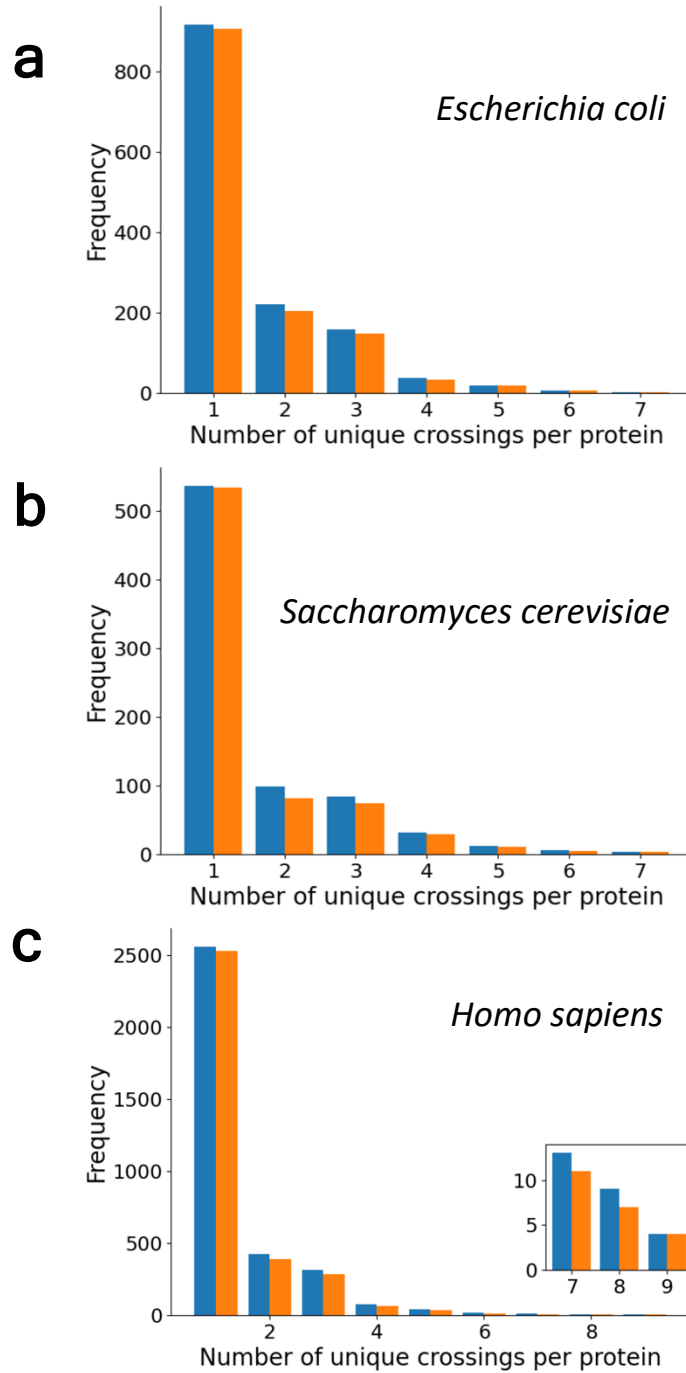 a
Escherichia coli
Frequency
800
600
400
200
0
1 2 3 4 5 6 7
Number of unique crossings per protein
b
Saccharomyces cerevisiae
Frequency
500
400
300
200
100
0
1 2 3 4 5 6 7
Number of unique crossings per protein
c
Homo sapiens
Frequency
2500
2000
1500
1000
500
0
10
5
0
7 8 9
2 4 6 8
Number of unique crossings per protein